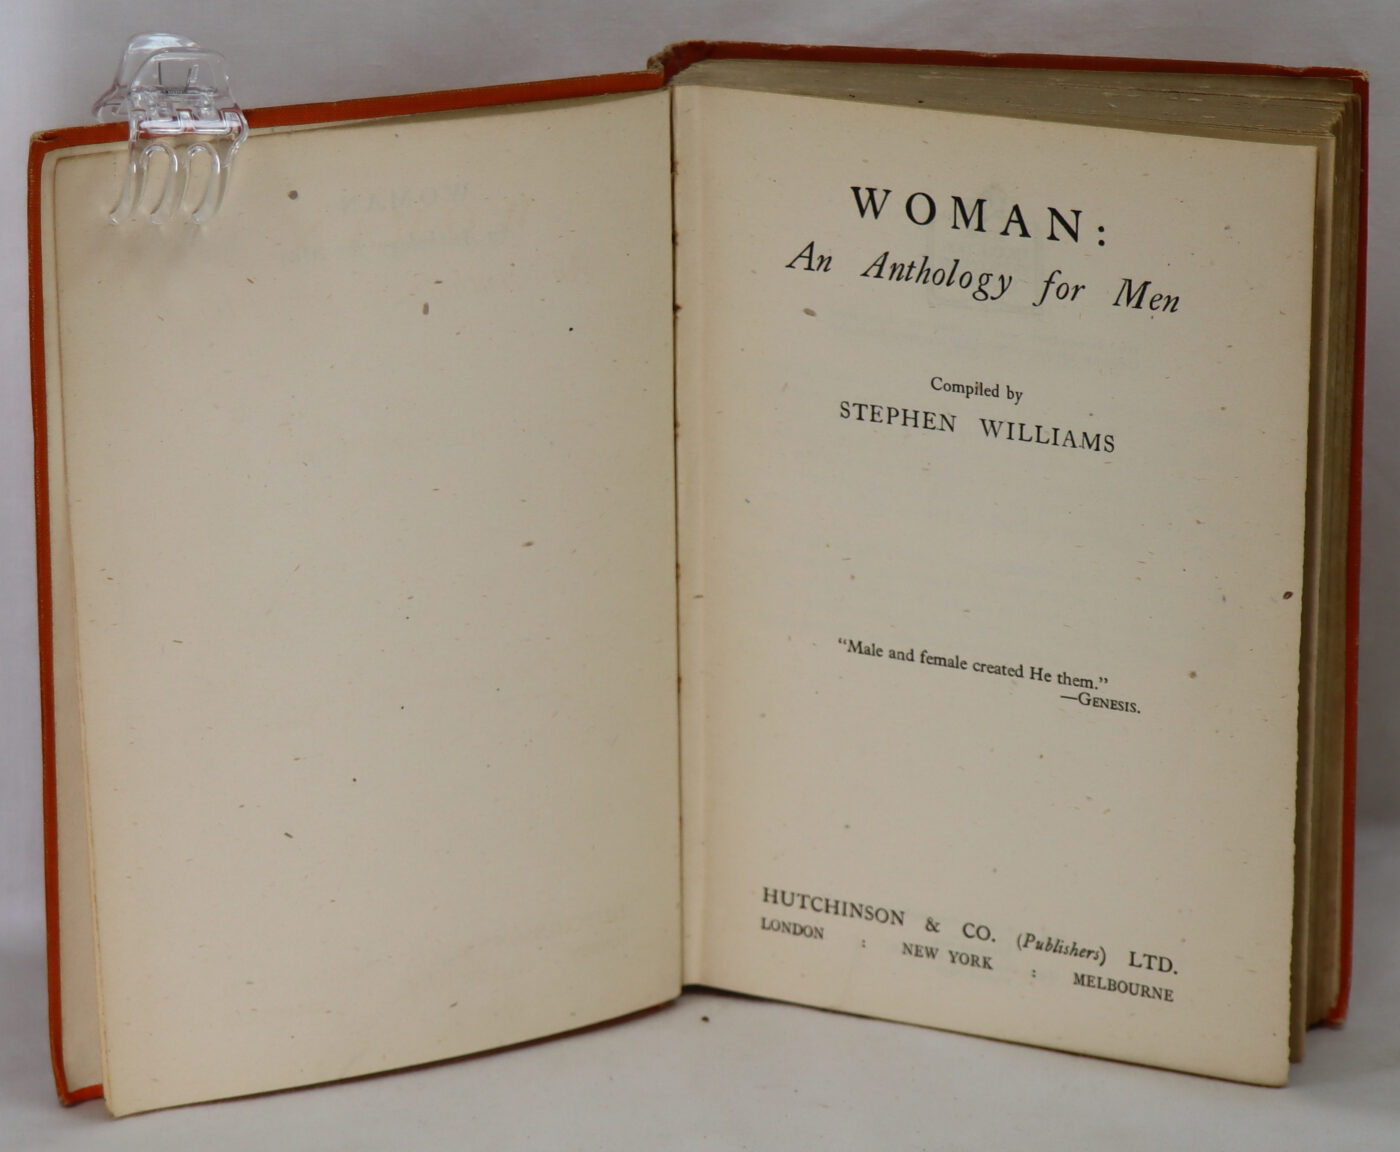 WOMAN:
An Anthology for Men
Compiled by
STEPHEN WILLIAMS
“Male and female created He them.”
—GENESIS.
HUTCHINSON & CO. (Publishers) LTD.
LONDON : NEW YORK : MELBOURNE